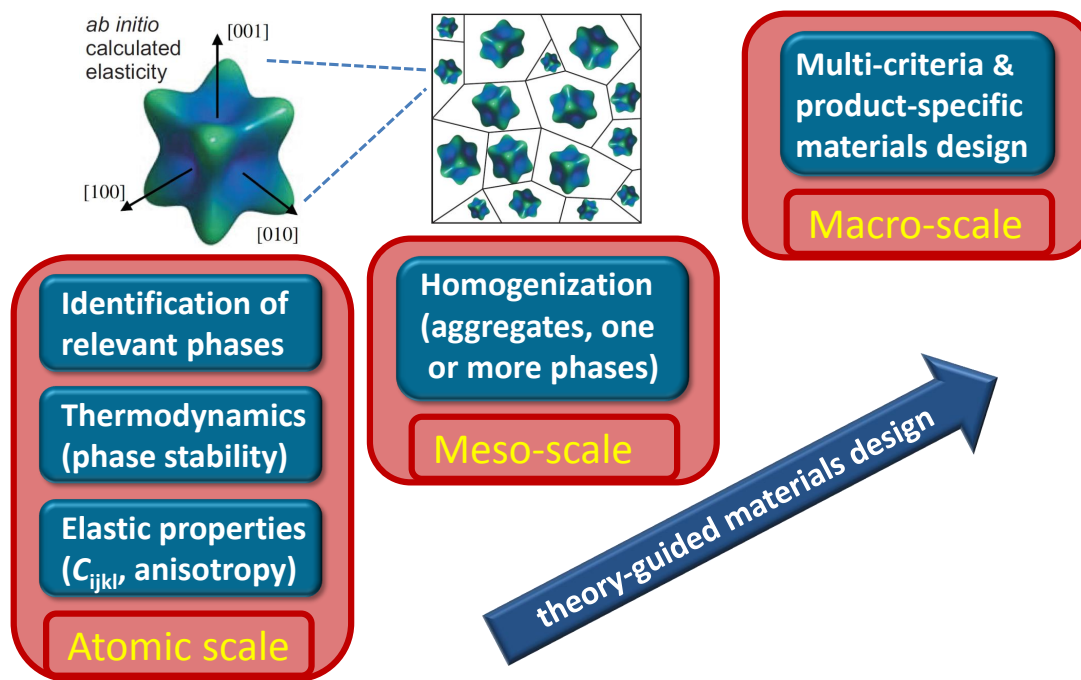 ab initio
calculated
elasticity
[001]
[100]
[010]
Identification of
relevant phases
Thermodynamics
(phase stability)
Elastic properties
(Cijkl, anisotropy)
Atomic scale
Homogenization
(aggregates, one
or more phases)
Meso-scale
Multi-criteria &
product-specific
materials design
Macro-scale
theory-guided materials design